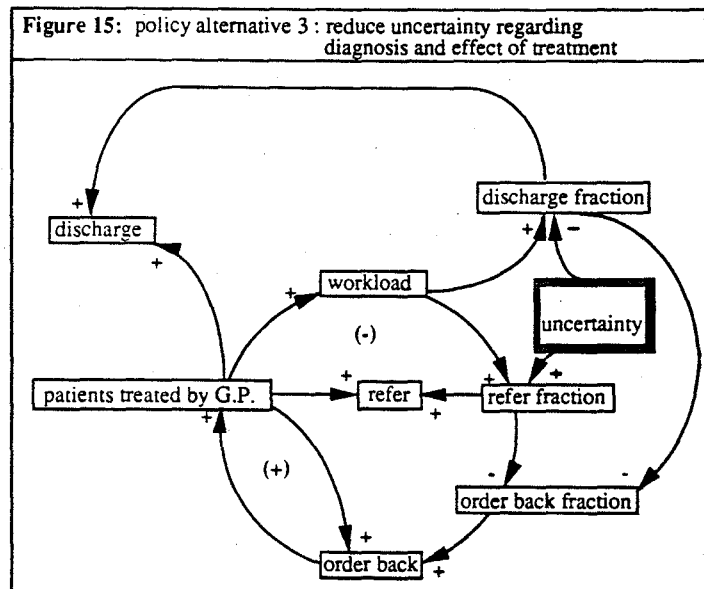 Figure 15: policy alternative 3 : reduce uncertainty regarding
diagnosis and effect of treatment
+
discharge fraction
discharge
+
+ -
workload
+
uncertainty
(-)
patients treated by G.P.
+
+
refer
+
+
+
refer fraction
(+)
-
-
order back fraction
+
order back
+